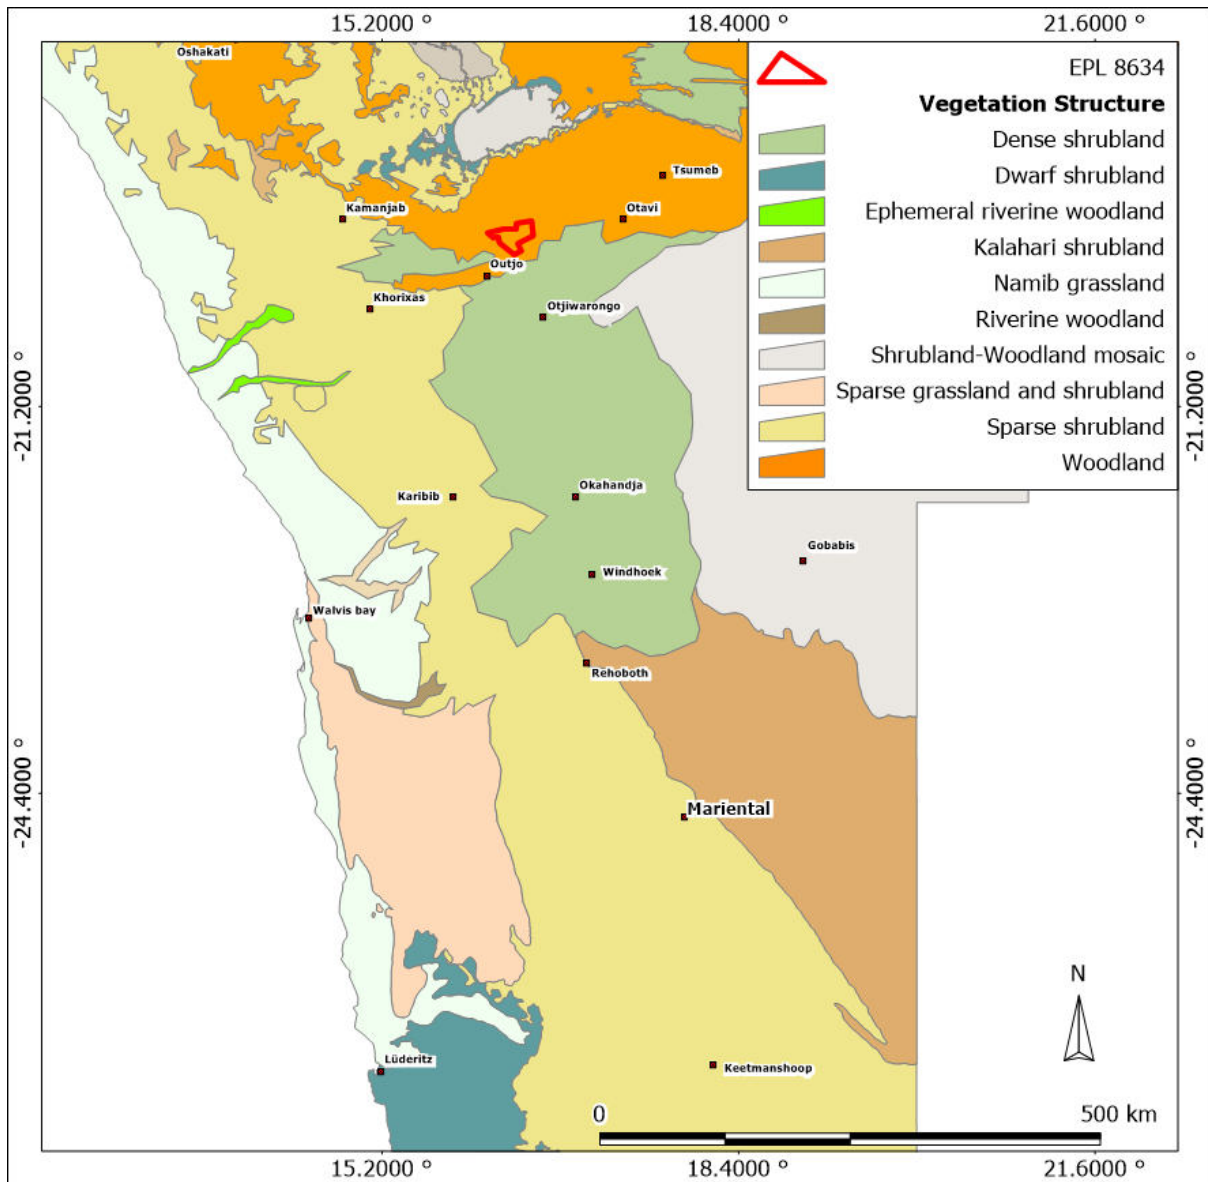 15.2000 °
18.4000 °
21.6000 °
EPL 8634
Vegetation Structure
Dense shrubland
Dwarf shrubland
Ephemeral riverine woodland
Kalahari shrubland
Namib grassland
Riverine woodland
Shrubland-Woodland mosaic
Sparse grassland and shrubland
Sparse shrubland
Woodland
Oshakati
Tsumeb
Kamanjab
Otavi
Outjo
Khorixas
Otjiwarongo
-21.2000 °
-21.2000 °
Karibib
Okahandja
Gobabis
Windhoek
Walvis bay
Rehoboth
-24.4000 °
-24.4000 °
Mariental
N
Lüderitz
Keetmanshoop
0
500 km
15.2000 °
18.4000 °
21.6000 °